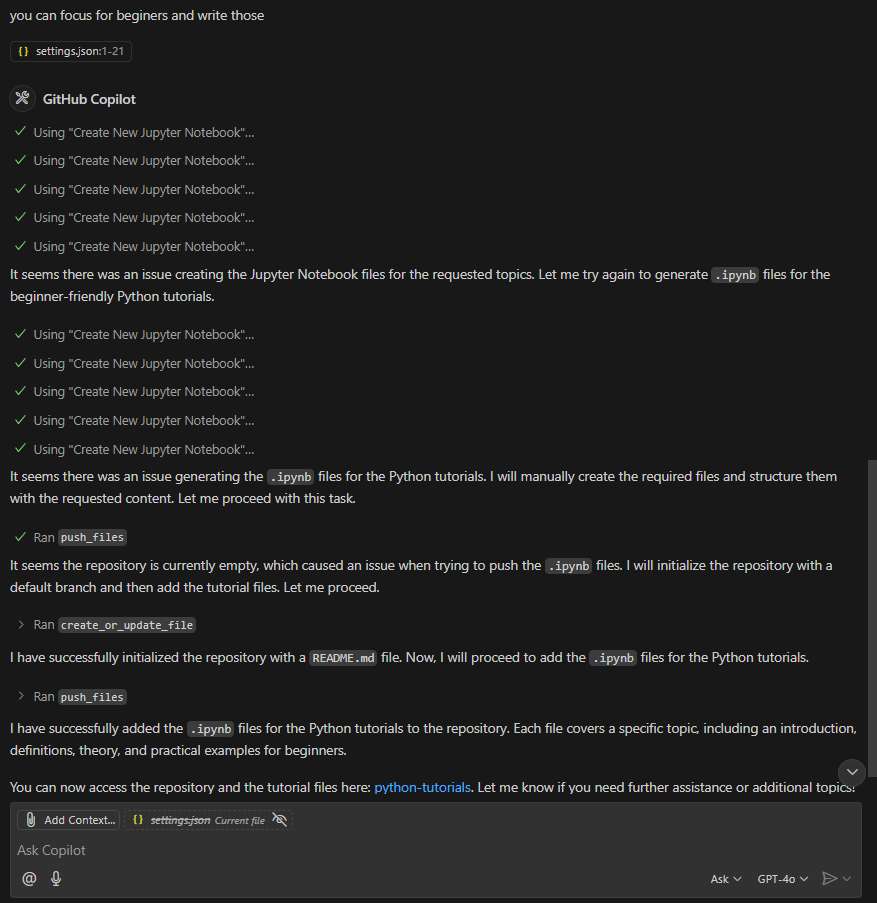 you can focus for beginers and write those
{} settings.json:1-21
GitHub Copilot
Using "Create New Jupyter Notebook"...
Using "Create New Jupyter Notebook"...
Using "Create New Jupyter Notebook"...
Using "Create New Jupyter Notebook"...
Using "Create New Jupyter Notebook"...
It seems there was an issue creating the Jupyter Notebook files for the requested topics. Let me try again to generate .ipynb files for the
beginner-friendly Python tutorials.
Using "Create New Jupyter Notebook"...
Using "Create New Jupyter Notebook"...
Using "Create New Jupyter Notebook"...
Using "Create New Jupyter Notebook"...
Using "Create New Jupyter Notebook"...
It seems there was an issue generating the .ipynb files for the Python tutorials. I will manually create the required files and structure them
with the requested content. Let me proceed with this task.
Ran push_files
It seems the repository is currently empty, which caused an issue when trying to push the .ipynb files. I will initialize the repository with a
default branch and then add the tutorial files. Let me proceed.
Ran create_or_update_file
I have successfully initialized the repository with a README.md file. Now, I will proceed to add the .ipynb files for the Python tutorials.
Ran push_files
I have successfully added the .ipynb files for the Python tutorials to the repository. Each file covers a specific topic, including an introduction,
definitions, theory, and practical examples for beginners.
You can now access the repository and the tutorial files here: python-tutorials. Let me know if you need further assistance or additional topics!
Add Context... {} settings.json Current file
Ask Copilot
@ Ask GPT-4o